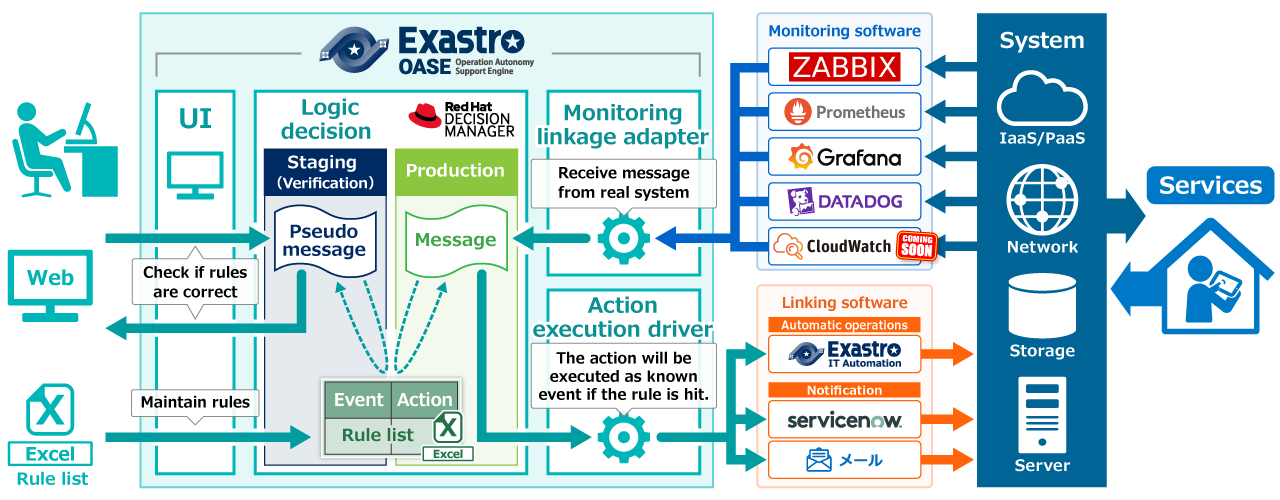 Exastro
OASE
Operation Autonomy
Support Engine
UI
Logic
decision
Red Hat
DECISION
MANAGER
Staging
(Verification)
Production
Pseudo
message
Message
Web
Check if rules
are correct
Maintain rules
Excel
Rule list
Event
Action
Rule list
Excel
Monitoring
linkage adapter
Receive message
from real system
Action
execution driver
The action will be
executed as known
event if the rule is hit.
Monitoring software
ZABBIX
Prometheus
Grafana
DATADOG
CloudWatch
COMING
SOON
Linking software
Automatic operations
Exastro
IT Automation
Notification
servicenow
メール
System
IaaS/PaaS
Network
Storage
Server
Services